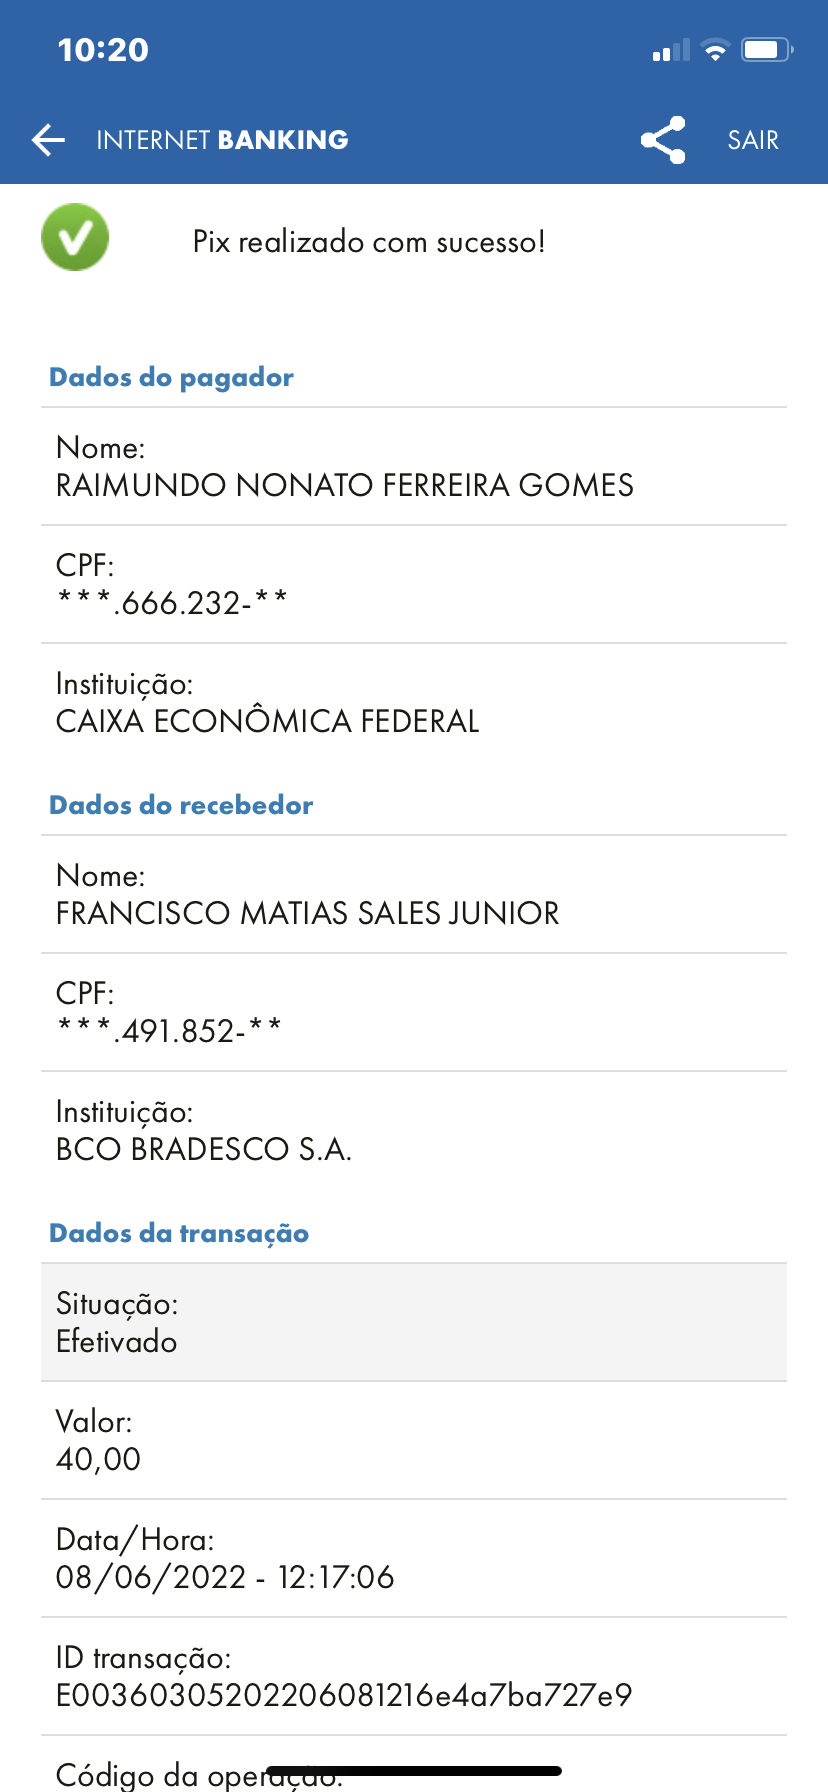 10:20
INTERNET BANKING
SAIR
Pix realizado com sucesso!
Dados do pagador
Nome:
RAIMUNDO NONATO FERREIRA GOMES
CPF:
***.666.232-**
Instituição:
CAIXA ECONÔMICA FEDERAL
Dados do recebedor
Nome:
FRANCISCO MATIAS SALES JUNIOR
CPF:
***.491.852-**
Instituição:
BCO BRADESCO S.A.
Dados da transação
Situação:
Efetivado
Valor:
40,00
Data/Hora:
08/06/2022 - 12:17:06
ID transação:
E00360305202206081216e4a7ba727e9
Código da operação: